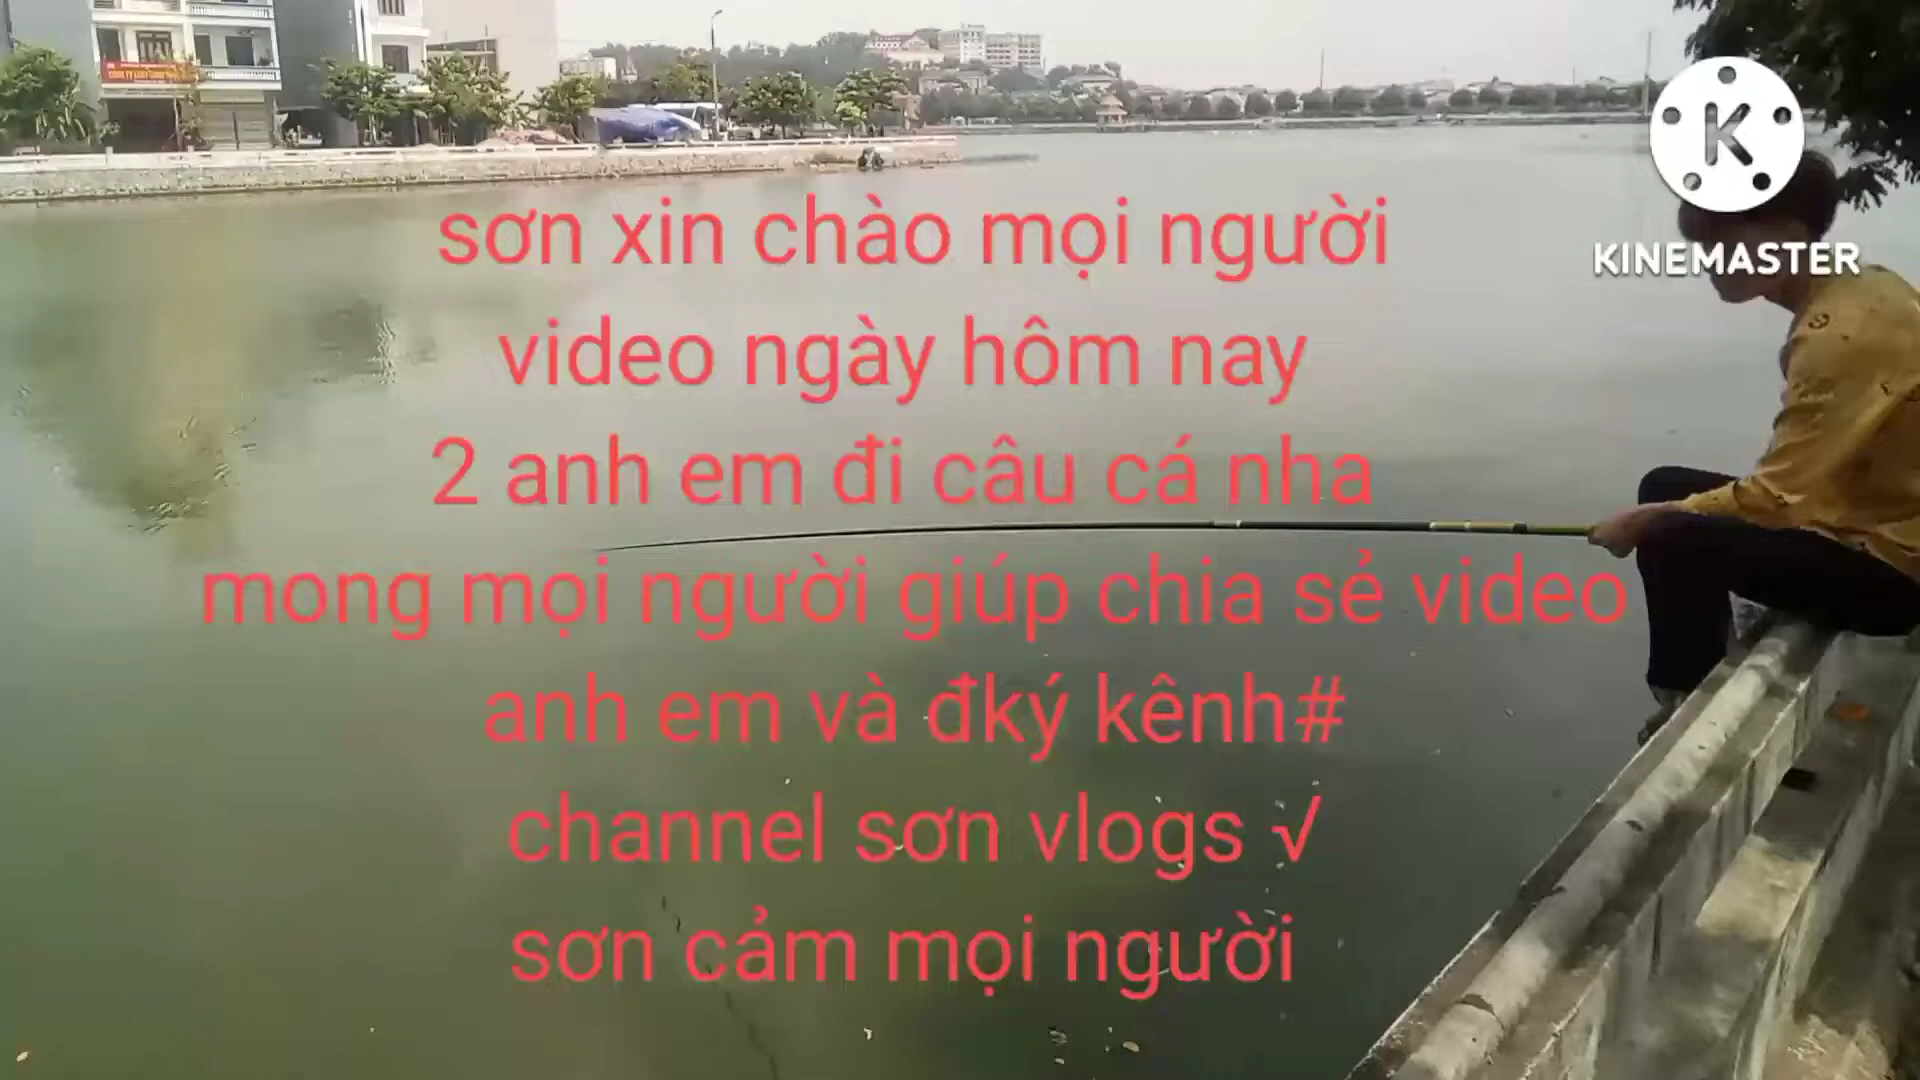 K
KINEMASTER
sơn xin chào mọi người
video ngày hôm nay
2 anh em đi câu cá nha
mong mọi người giúp chia sẻ video
anh em và đký kênh#
channel sơn vlogs √
sơn cảm mọi người